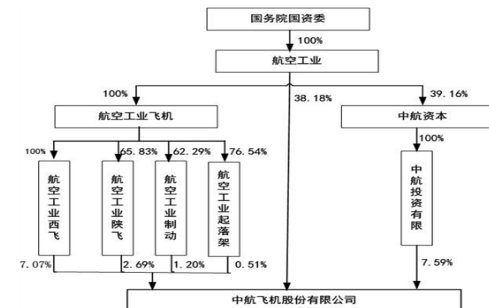 国务院国资委
100%
航空工业
100%
38.18%
39.16%
航空工业飞机
中航资本
100%
65.83%
62.29%
76.54%
100%
航空工业西飞
航空工业陕飞
航空工业制动
航空工业起落架
中航投资有限
7.07%
2.69%
1.20%
0.51%
7.59%
中航飞机股份有限公司